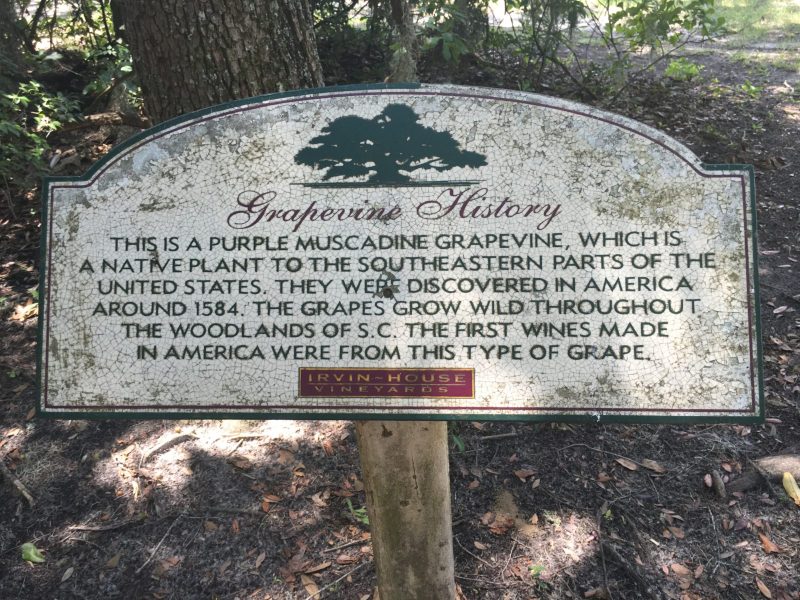 Grapevine History
THIS IS A PURPLE MUSCADINE GRAPEVINE, WHICH IS
A NATIVE PLANT TO THE SOUTHEASTERN PARTS OF THE
UNITED STATES. THEY WERE DISCOVERED IN AMERICA
AROUND 1584. THE GRAPES GROW WILD THROUGHOUT
THE WOODLANDS OF S.C. THE FIRST WINES MADE
IN AMERICA WERE FROM THIS TYPE OF GRAPE.
IRVIN~HOUSE
VINEYARDS